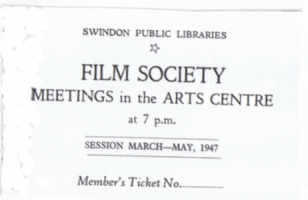 SWINDON PUBLIC LIBRARIES
FILM SOCIETY
MEETINGS in the ARTS CENTRE
at 7 p.m.
SESSION MARCH—MAY, 1947
Member's Ticket No.